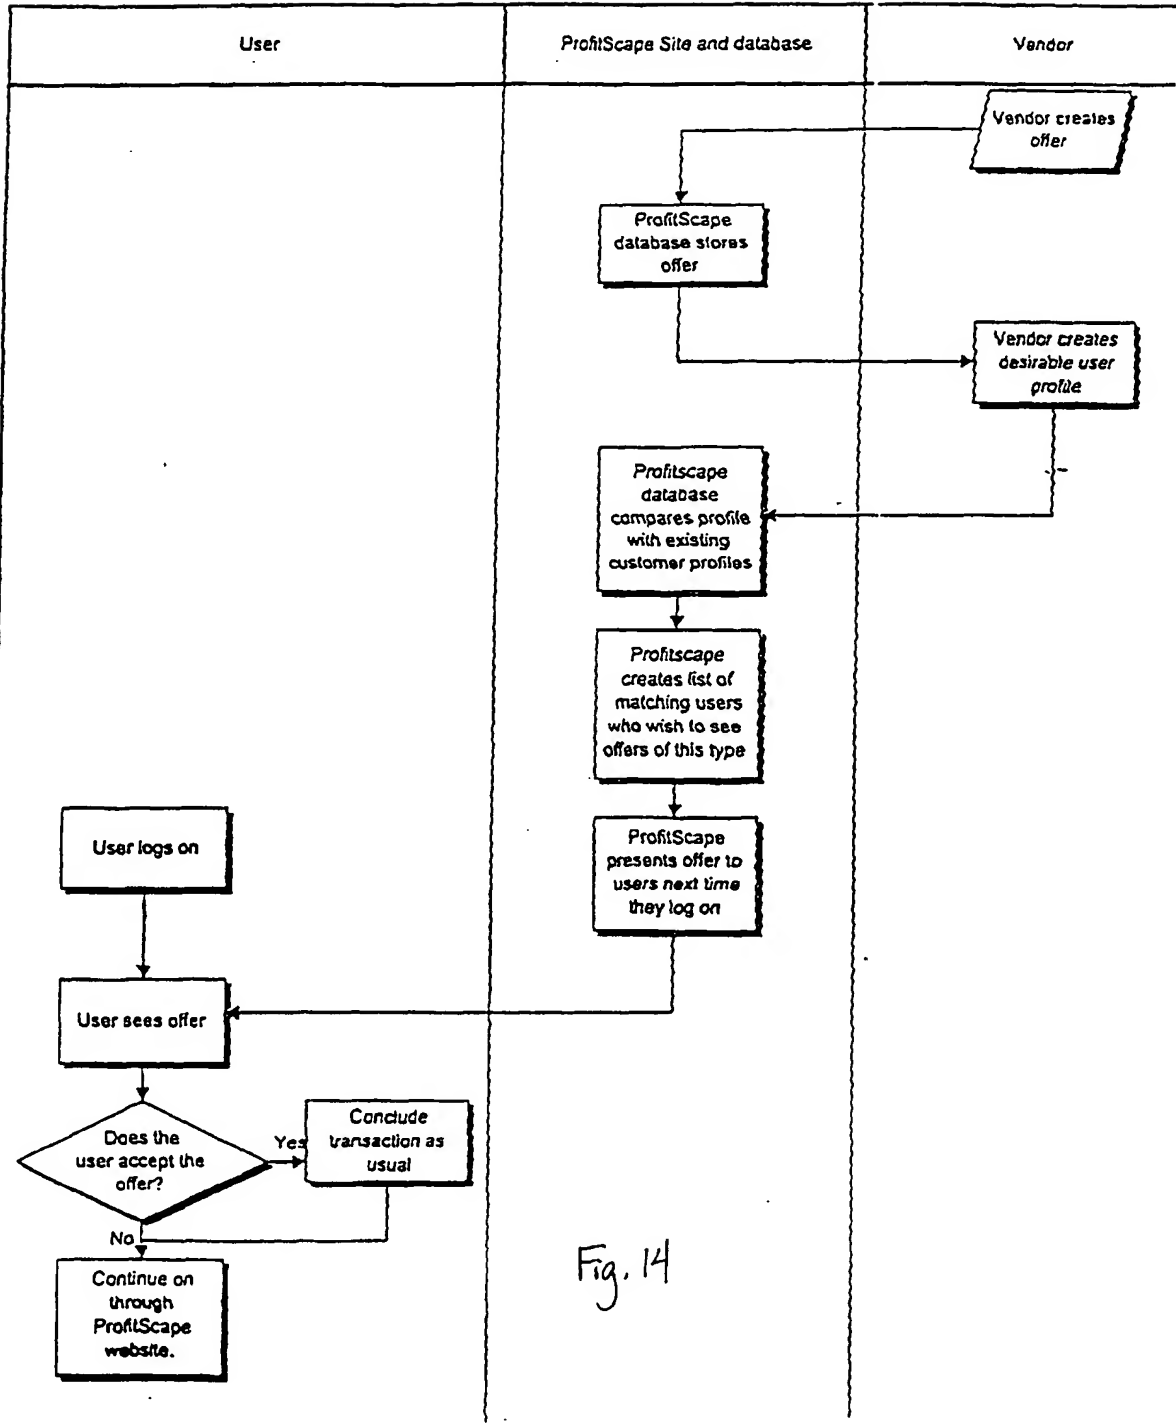 User
ProfitScape Site and database
Vendor
Vendor creates
offer
ProfitScape
database stores
offer
Vendor creates
desirable user
profile
Profitscape
database
compares profile
with existing
customer profiles
Profitscape
creates list of
matching users
who wish to see
offers of this type
ProfitScape
presents offer to
users next time
they log on
User logs on
User sees offer
Does the
user accept the
offer?
Yes
Conclude
transaction as
usual
No
Continue on
through
ProfitScape
website.
Fig. 14